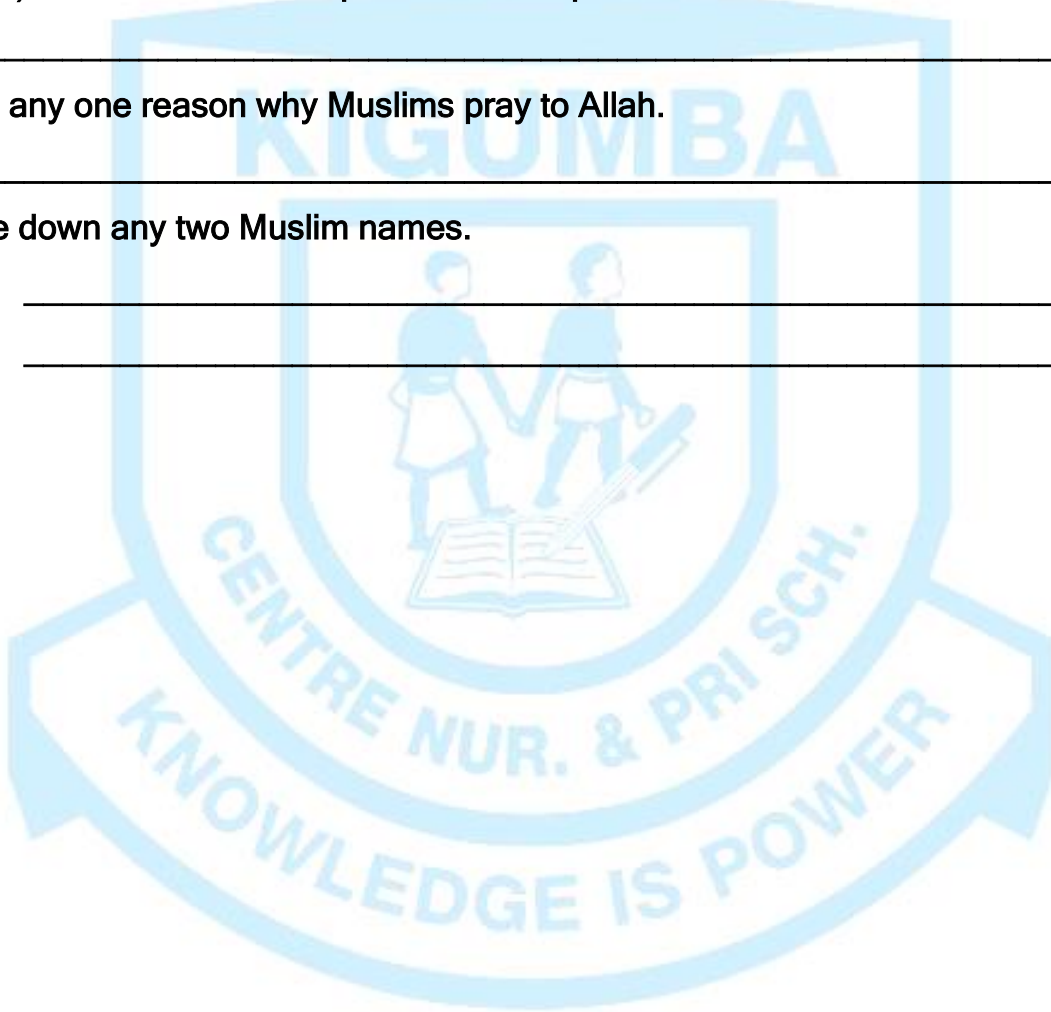 any one reason why Muslims pray to Allah.
KIGUMBA
e down any two Muslim names.
CENTRE NUR. & PRI SCH.
KNOWLEDGE IS POWER